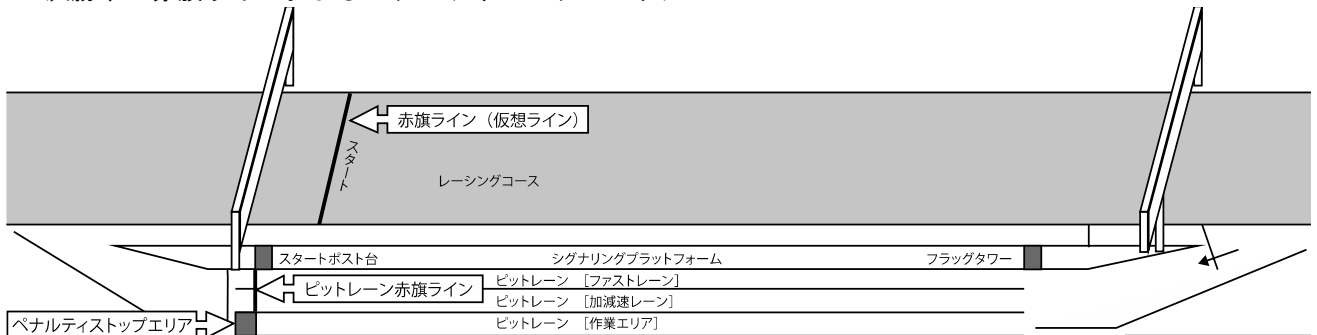 赤旗ライン（仮想ライン）
スタート
レーシングコース
スタートポスト台
シグナリングプラットフォーム
フラッグタワー
ピットレーン [ファストレーン]
ピットレーン赤旗ライン
ピットレーン [加減速レーン]
ペナルティストップエリア
ピットレーン [作業エリア]